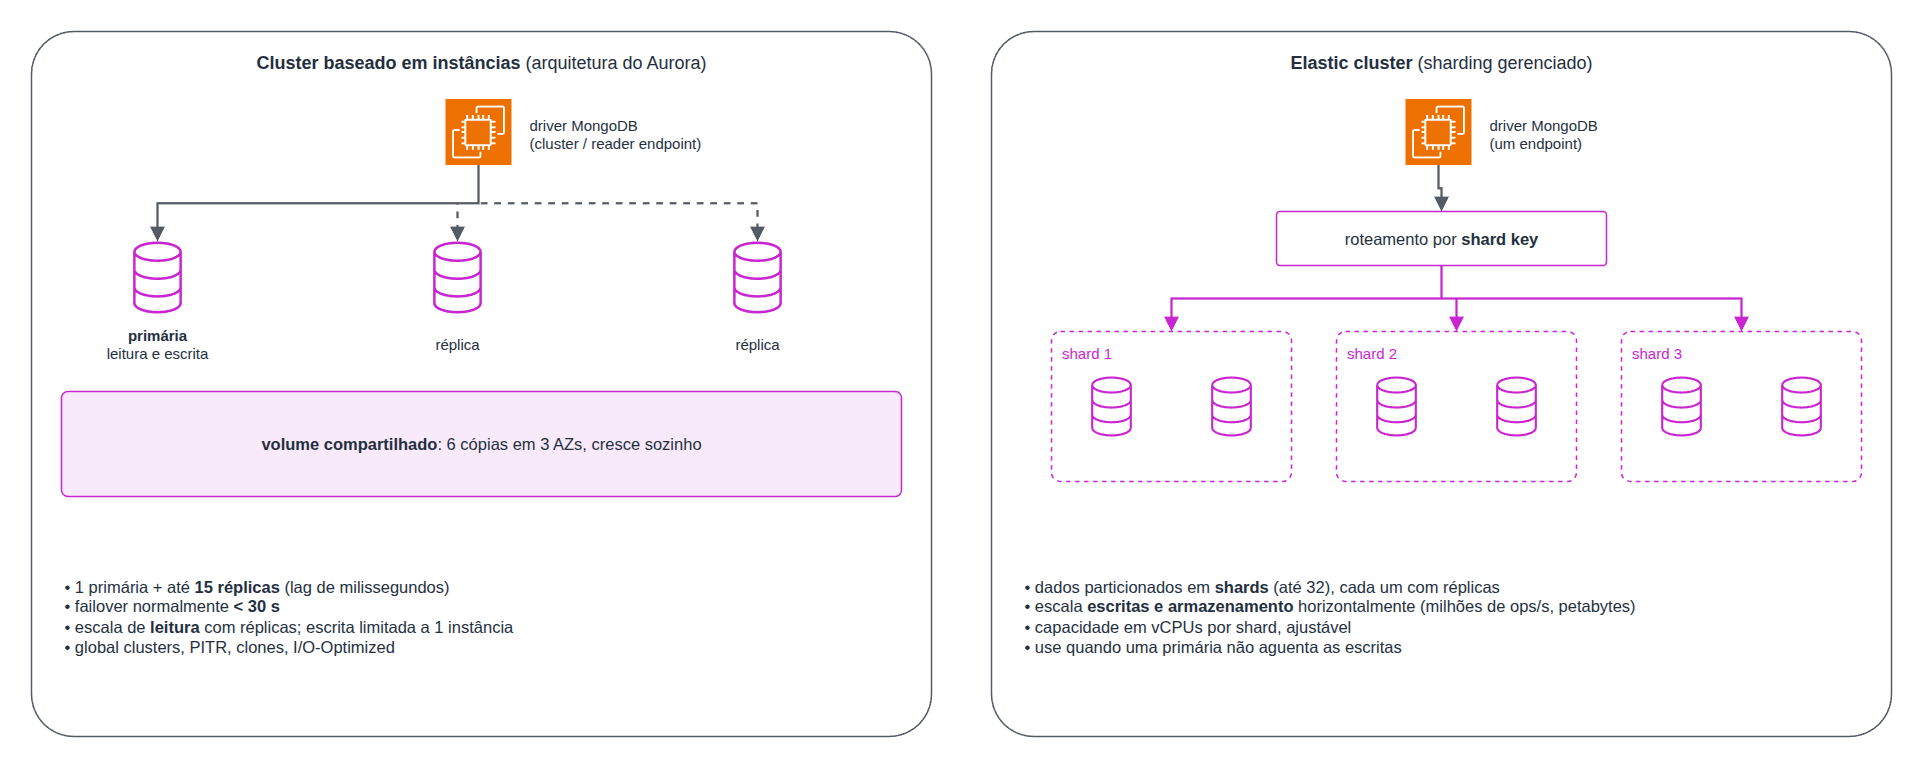 Cluster baseado em instâncias (arquitetura do Aurora)
driver MongoDB
(cluster / reader endpoint)
primária
leitura e escrita
réplica
réplica
volume compartilhado: 6 cópias em 3 AZs, cresce sozinho
• 1 primária + até 15 réplicas (lag de milissegundos)
• failover normalmente < 30 s
• escala de leitura com réplicas; escrita limitada a 1 instância
• global clusters, PITR, clones, I/O-Optimized
Elastic cluster (sharding gerenciado)
driver MongoDB
(um endpoint)
roteamento por shard key
shard 1
shard 2
shard 3
• dados particionados em shards (até 32), cada um com réplicas
• escala escritas e armazenamento horizontalmente (milhões de ops/s, petabytes)
• capacidade em vCPUs por shard, ajustável
• use quando uma primária não aguenta as escritas